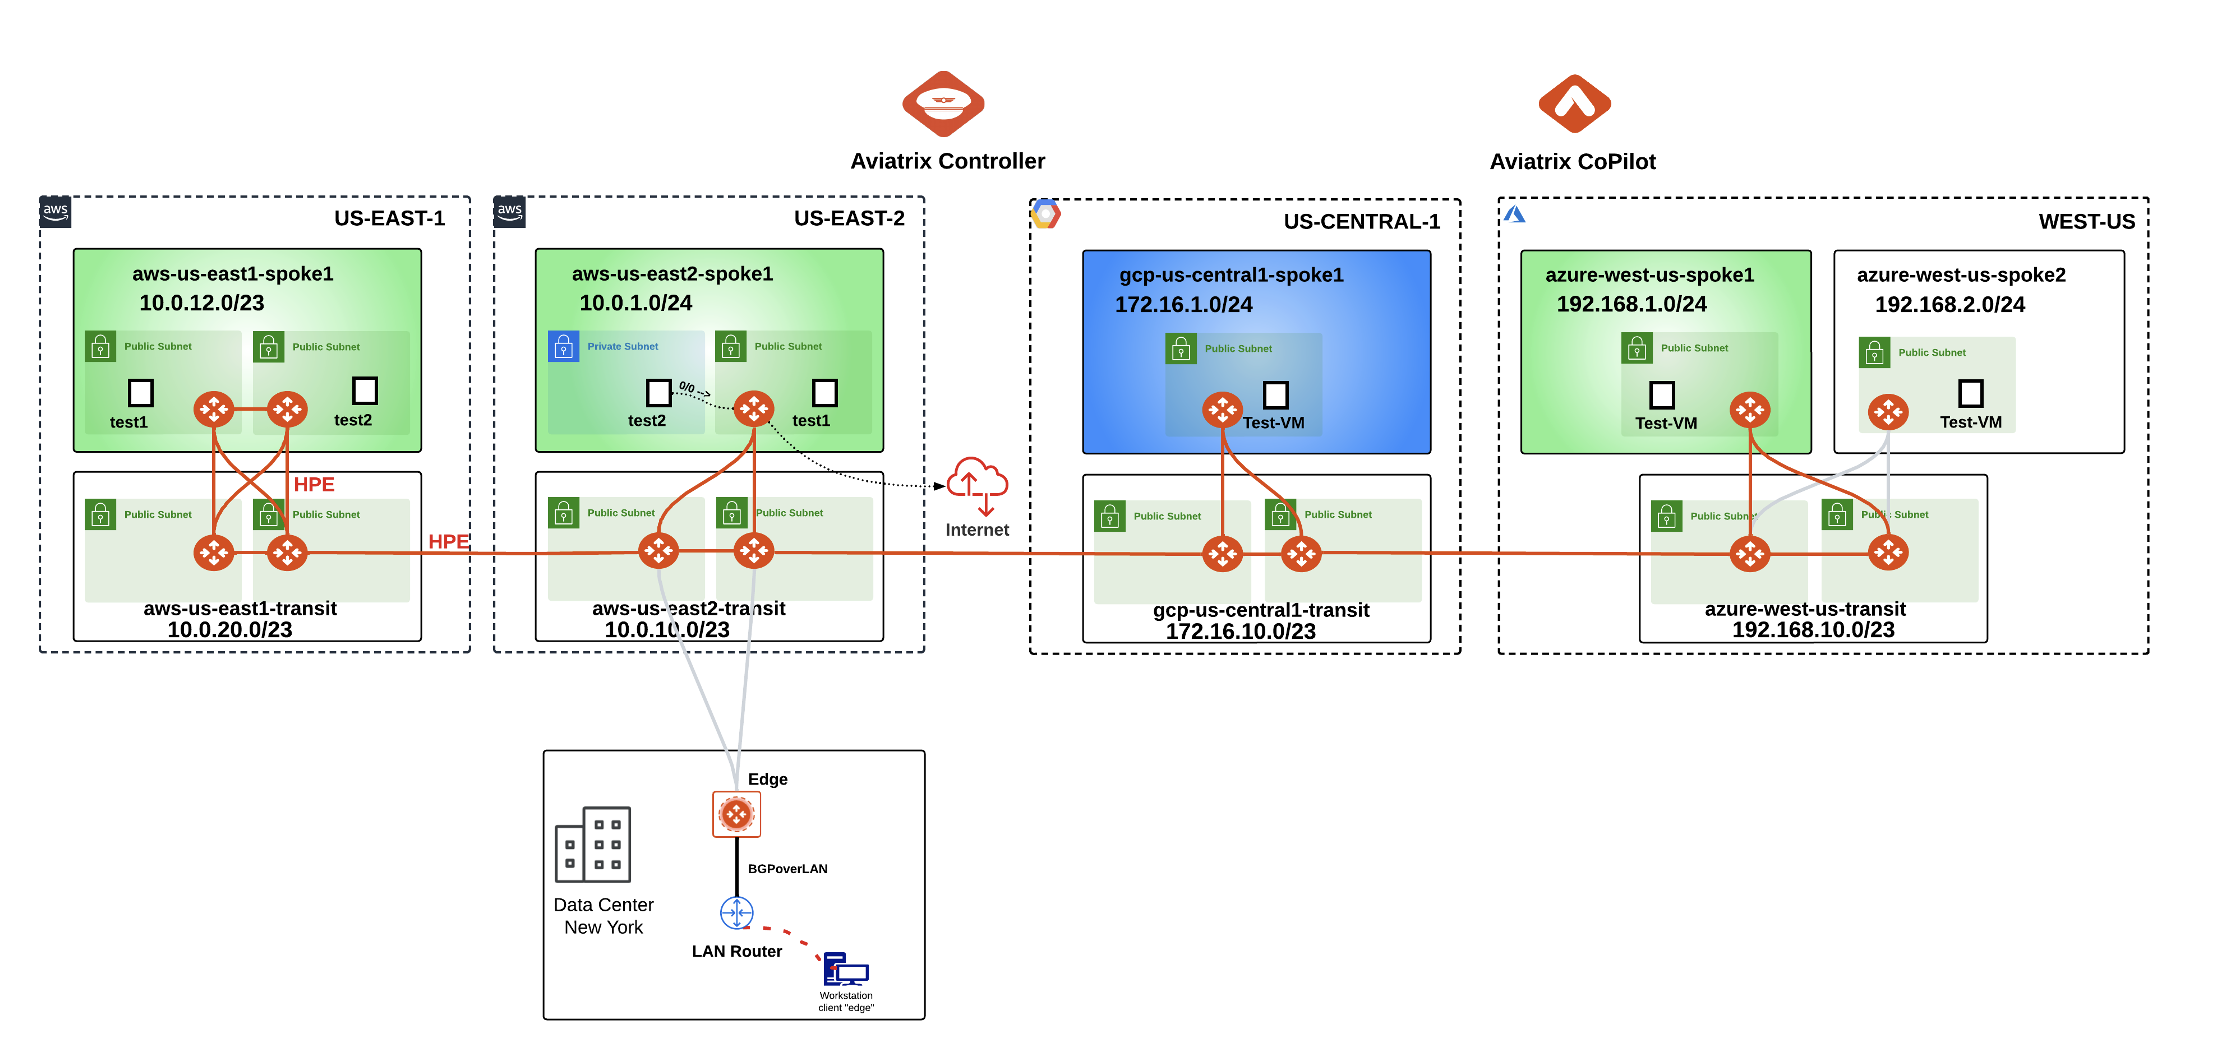 Aviatrix Controller
Aviatrix CoPilot
aws
US-EAST-1
aws-us-east1-spoke1
10.0.12.0/23
Public Subnet
Public Subnet
test1
test2
HPE
Public Subnet
Public Subnet
HPE
aws-us-east1-transit
10.0.20.0/23
aws
US-EAST-2
aws-us-east2-spoke1
10.0.1.0/24
Private Subnet
Public Subnet
0/0 -->
test2
test1
Public Subnet
Public Subnet
aws-us-east2-transit
10.0.10.0/23
Internet
US-CENTRAL-1
gcp-us-central1-spoke1
172.16.1.0/24
Public Subnet
Test-VM
Public Subnet
Public Subnet
gcp-us-central1-transit
172.16.10.0/23
WEST-US
azure-west-us-spoke1
192.168.1.0/24
Public Subnet
Test-VM
azure-west-us-spoke2
192.168.2.0/24
Public Subnet
Test-VM
Public Subnet
Public Subnet
azure-west-us-transit
192.168.10.0/23
Edge
BGPoverLAN
Data Center
New York
LAN Router
Workstation
client "edge"